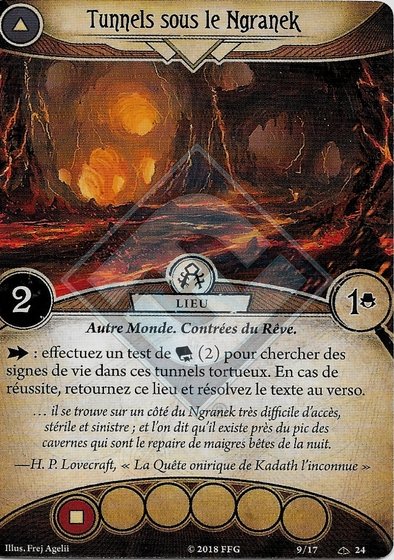 Tunnels sous le Ngranek
2
LIEU
1
Autre Monde. Contrées du Rêve.
: effectuez un test de (2) pour chercher des
signes de vie dans ces tunnels tortueux. En cas de
réussite, retournez ce lieu et résolvez le texte au verso.
… il se trouve sur un côté du Ngranek très difficile d'accès,
stérile et sinistre ; et l'on dit qu'il existe près du pic des
cavernes qui sont le repaire de maigres bêtes de la nuit.
—H. P. Lovecraft, « La Quête onirique de Kadath l'inconnue »
Illus. Frej Agelii
© 2018 FFG
9/17
24